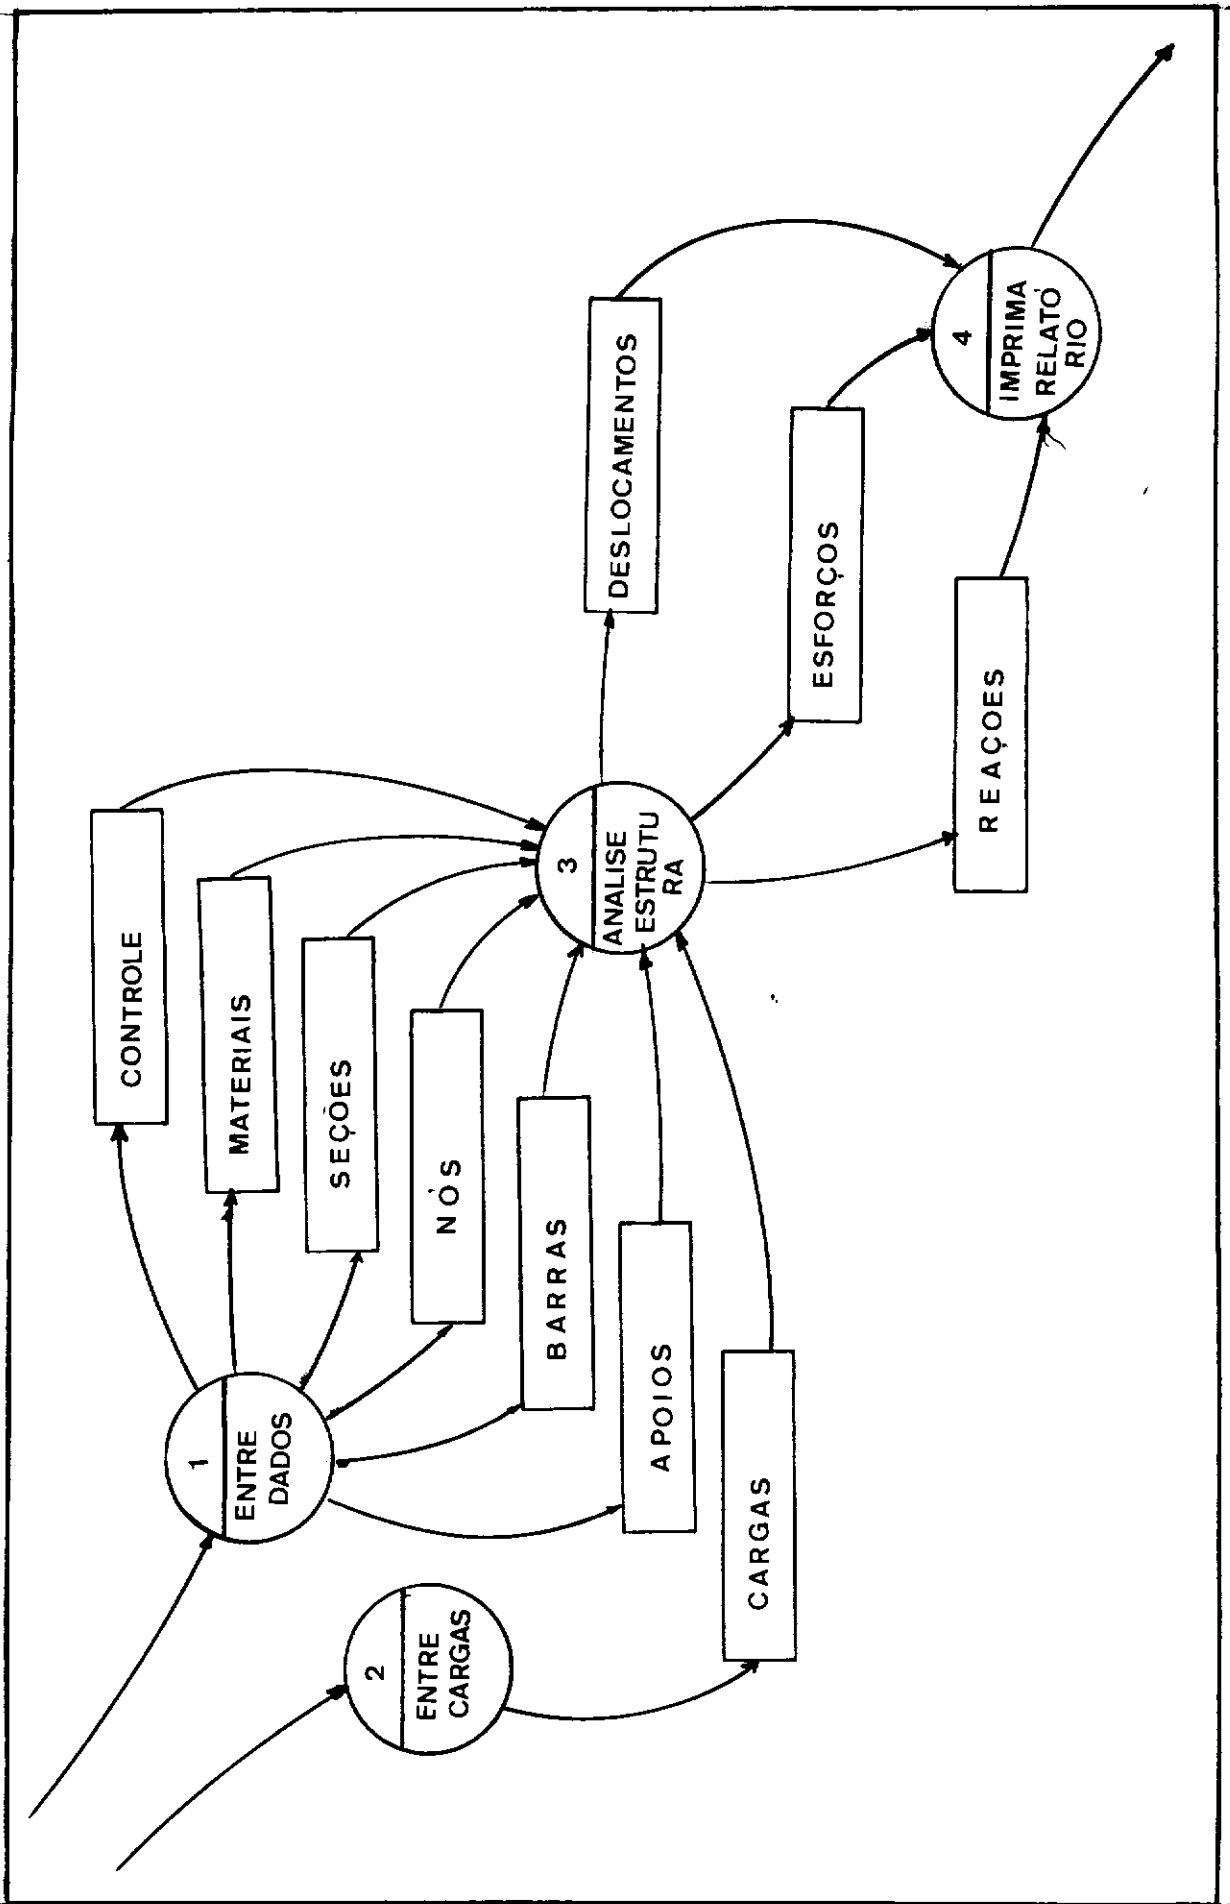 1
ENTRE
DADOS
2
ENTRE
CARGAS
CONTROLE
MATERIAIS
SEÇÕES
NÓS
BARRAS
APOIOS
CARGAS
3
ANALISE
ESTRUTU
RA
DESLOCAMENTOS
ESFORÇOS
REAÇOES
4
IMPRIMA
RELATÓ
RIO